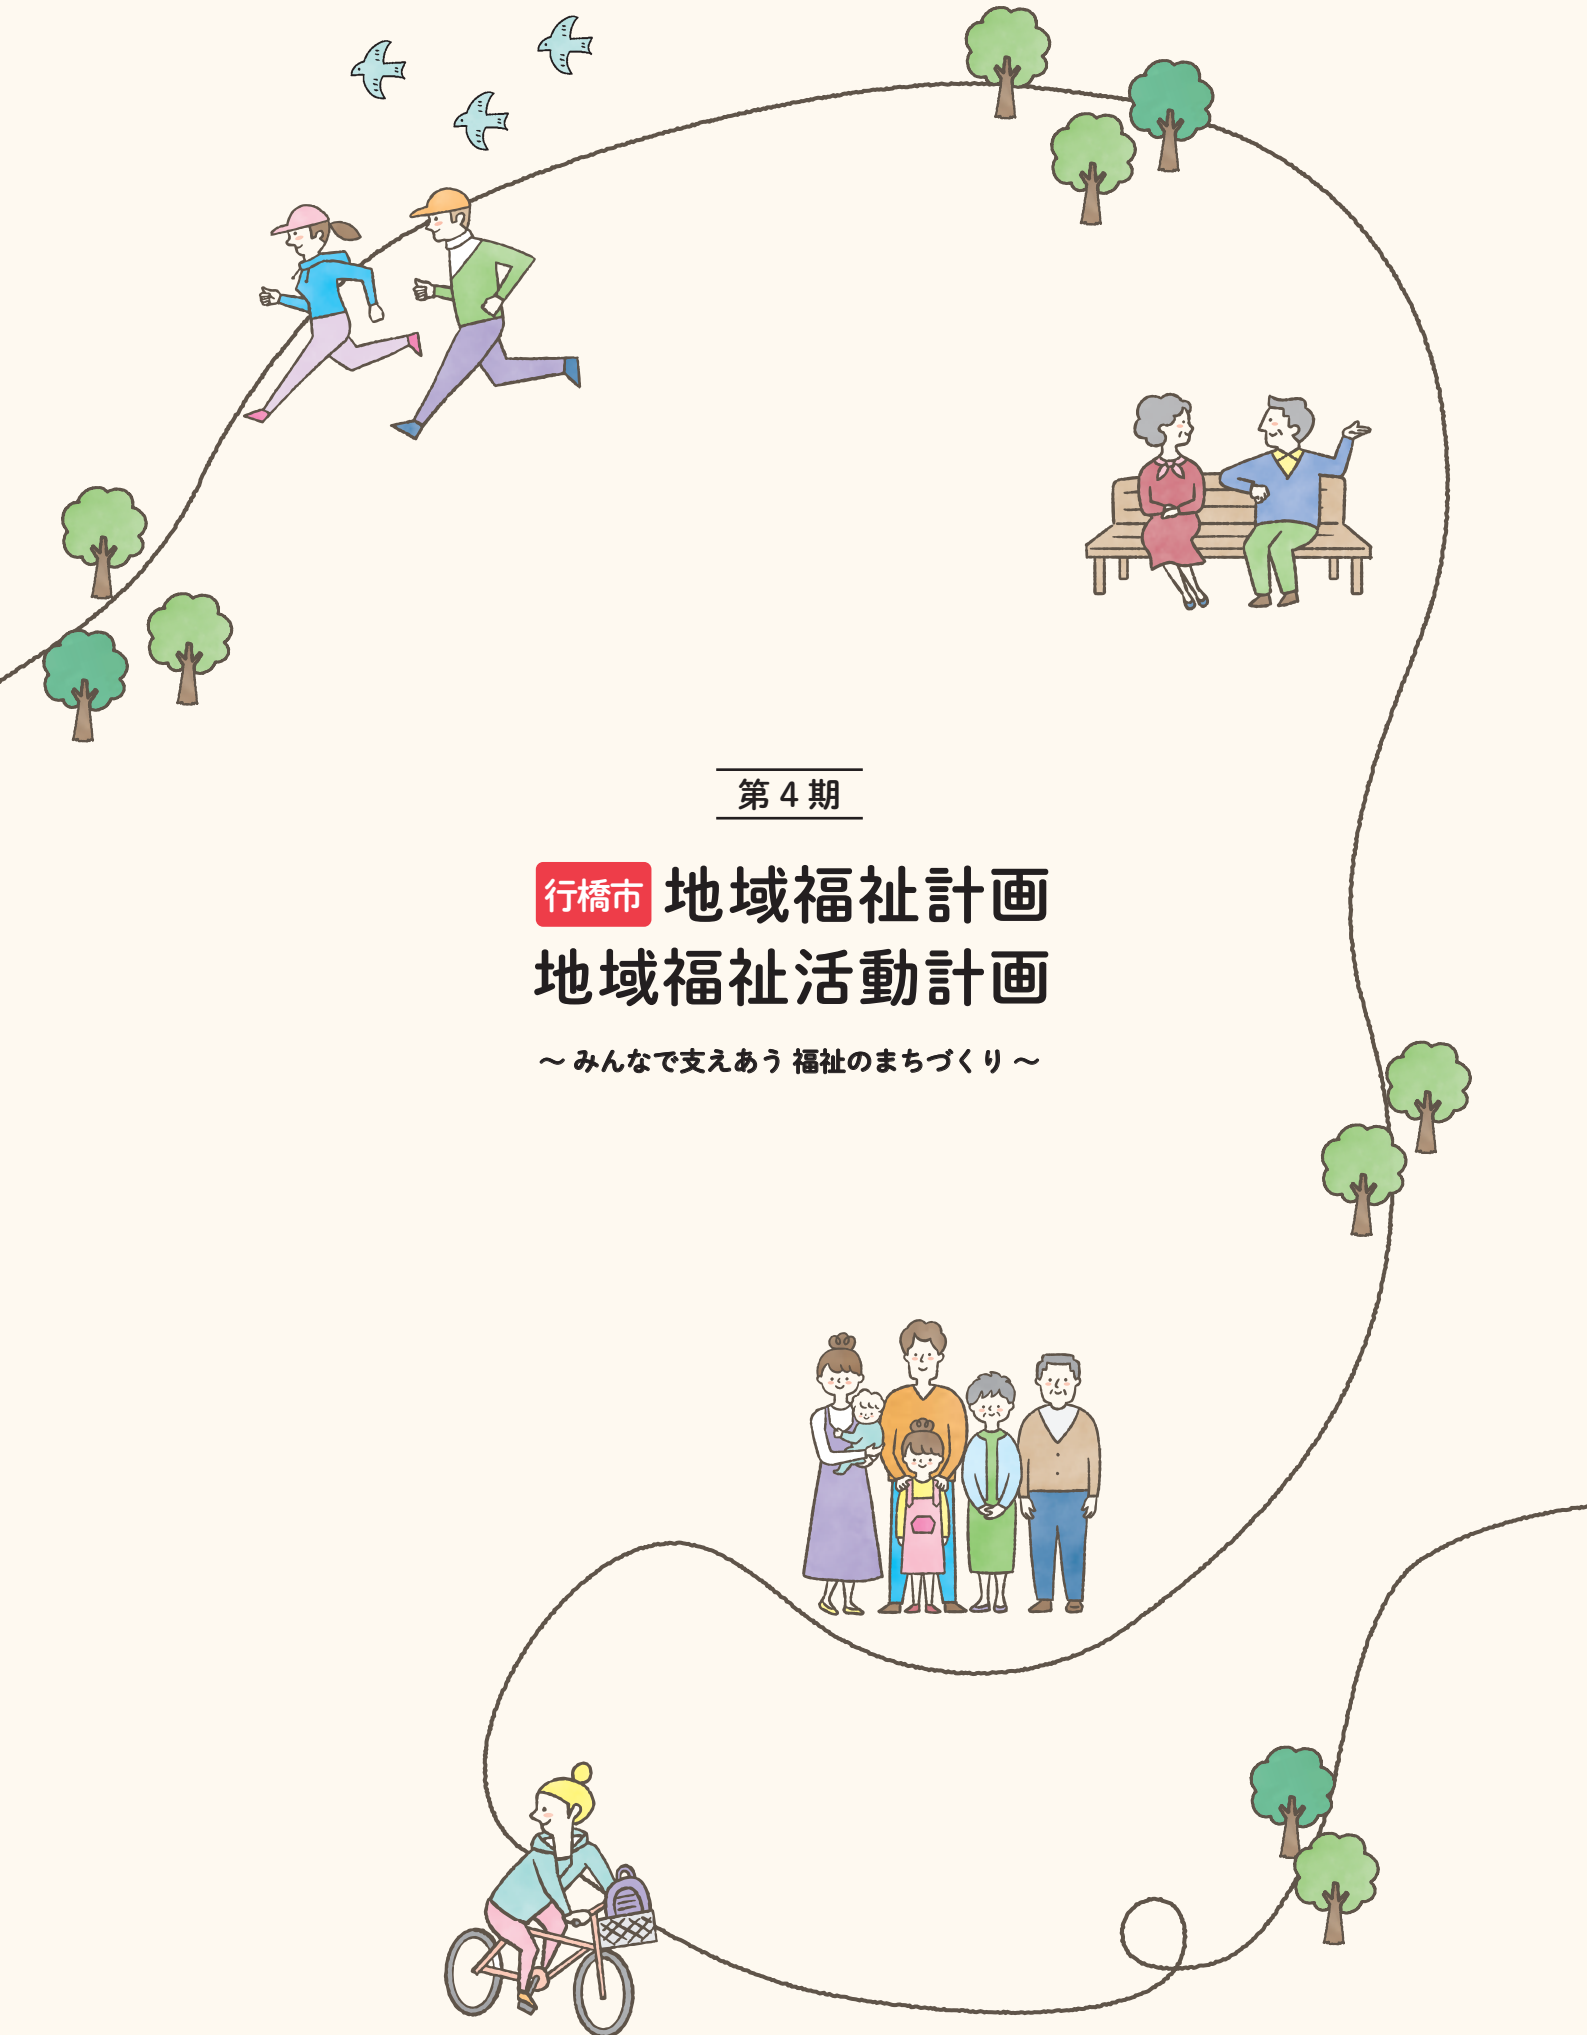 第4期
行橋市 地域福祉計画
地域福祉活動計画
～ みんなで支えあう 福祉のまちづくり ～